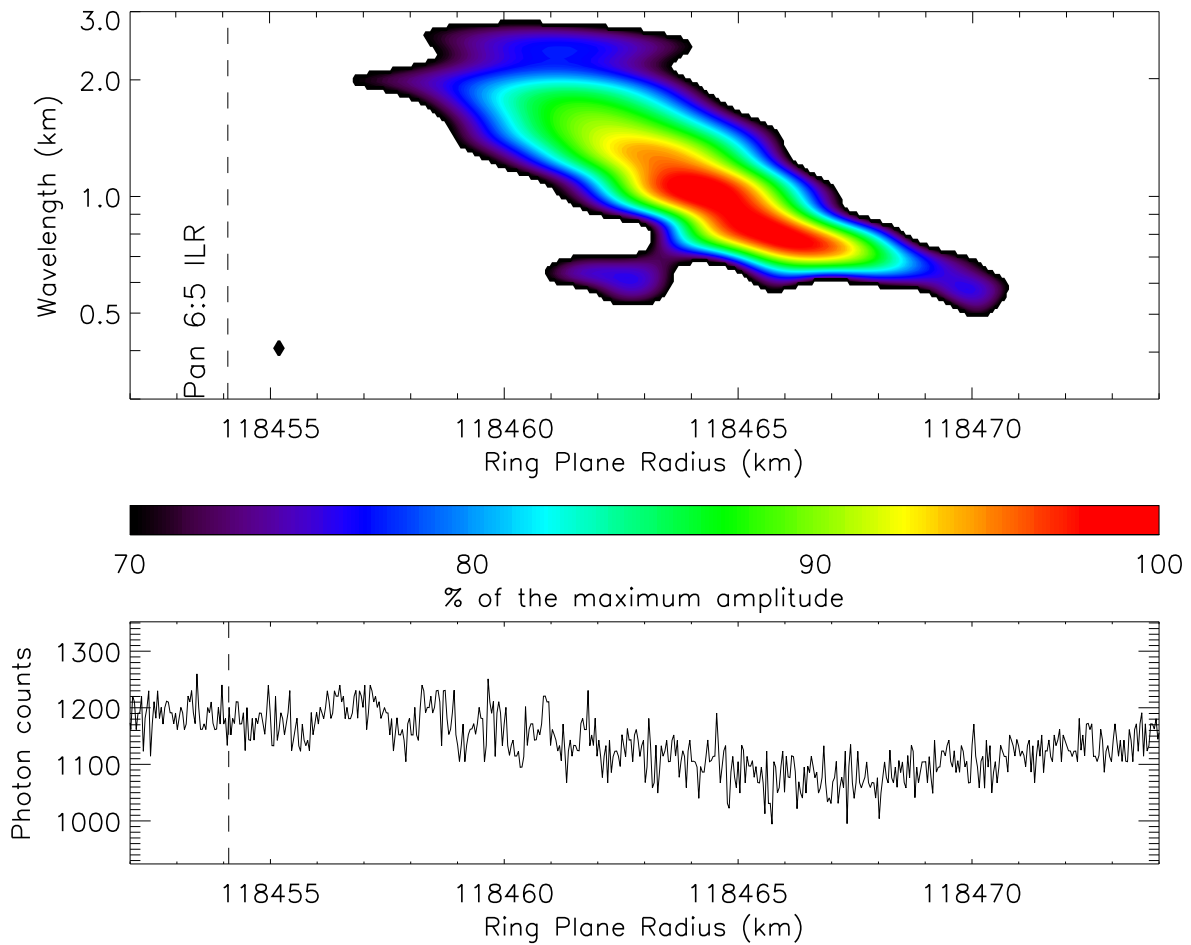 3.0
2.0
1.0
0.5
Wavelength (km)
Pan 6:5 ILR
118455 118460 118465 118470
Ring Plane Radius (km)
70 80 90 100
% of the maximum amplitude
1300
1200
1100
1000
Photon counts
118455 118460 118465 118470
Ring Plane Radius (km)